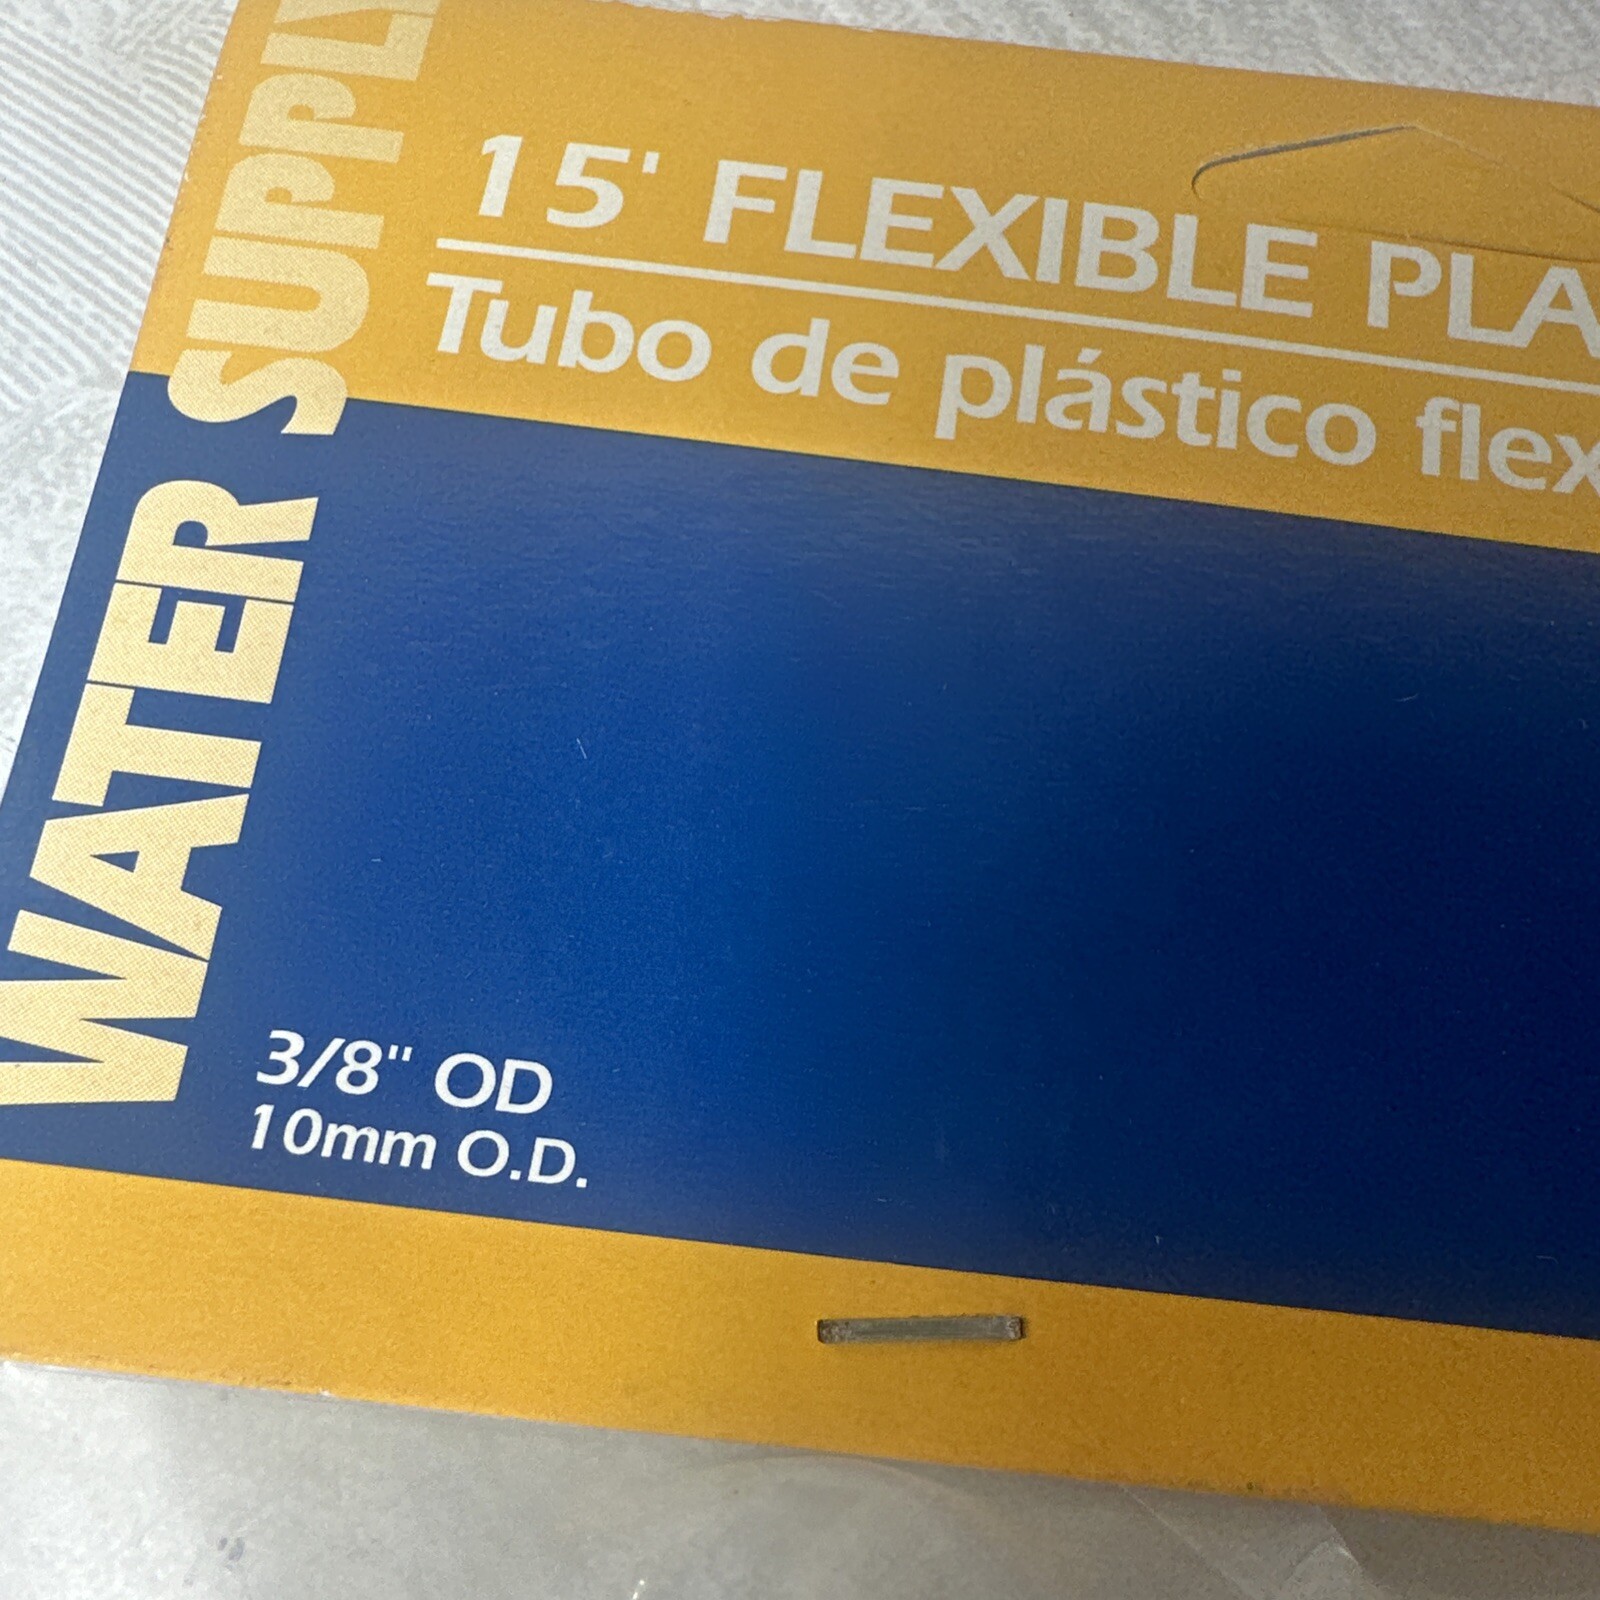 WATER SUPPLY
15' FLEXIBLE PLA
Tubo de plástico flex
3/8" OD
10mm O.D.